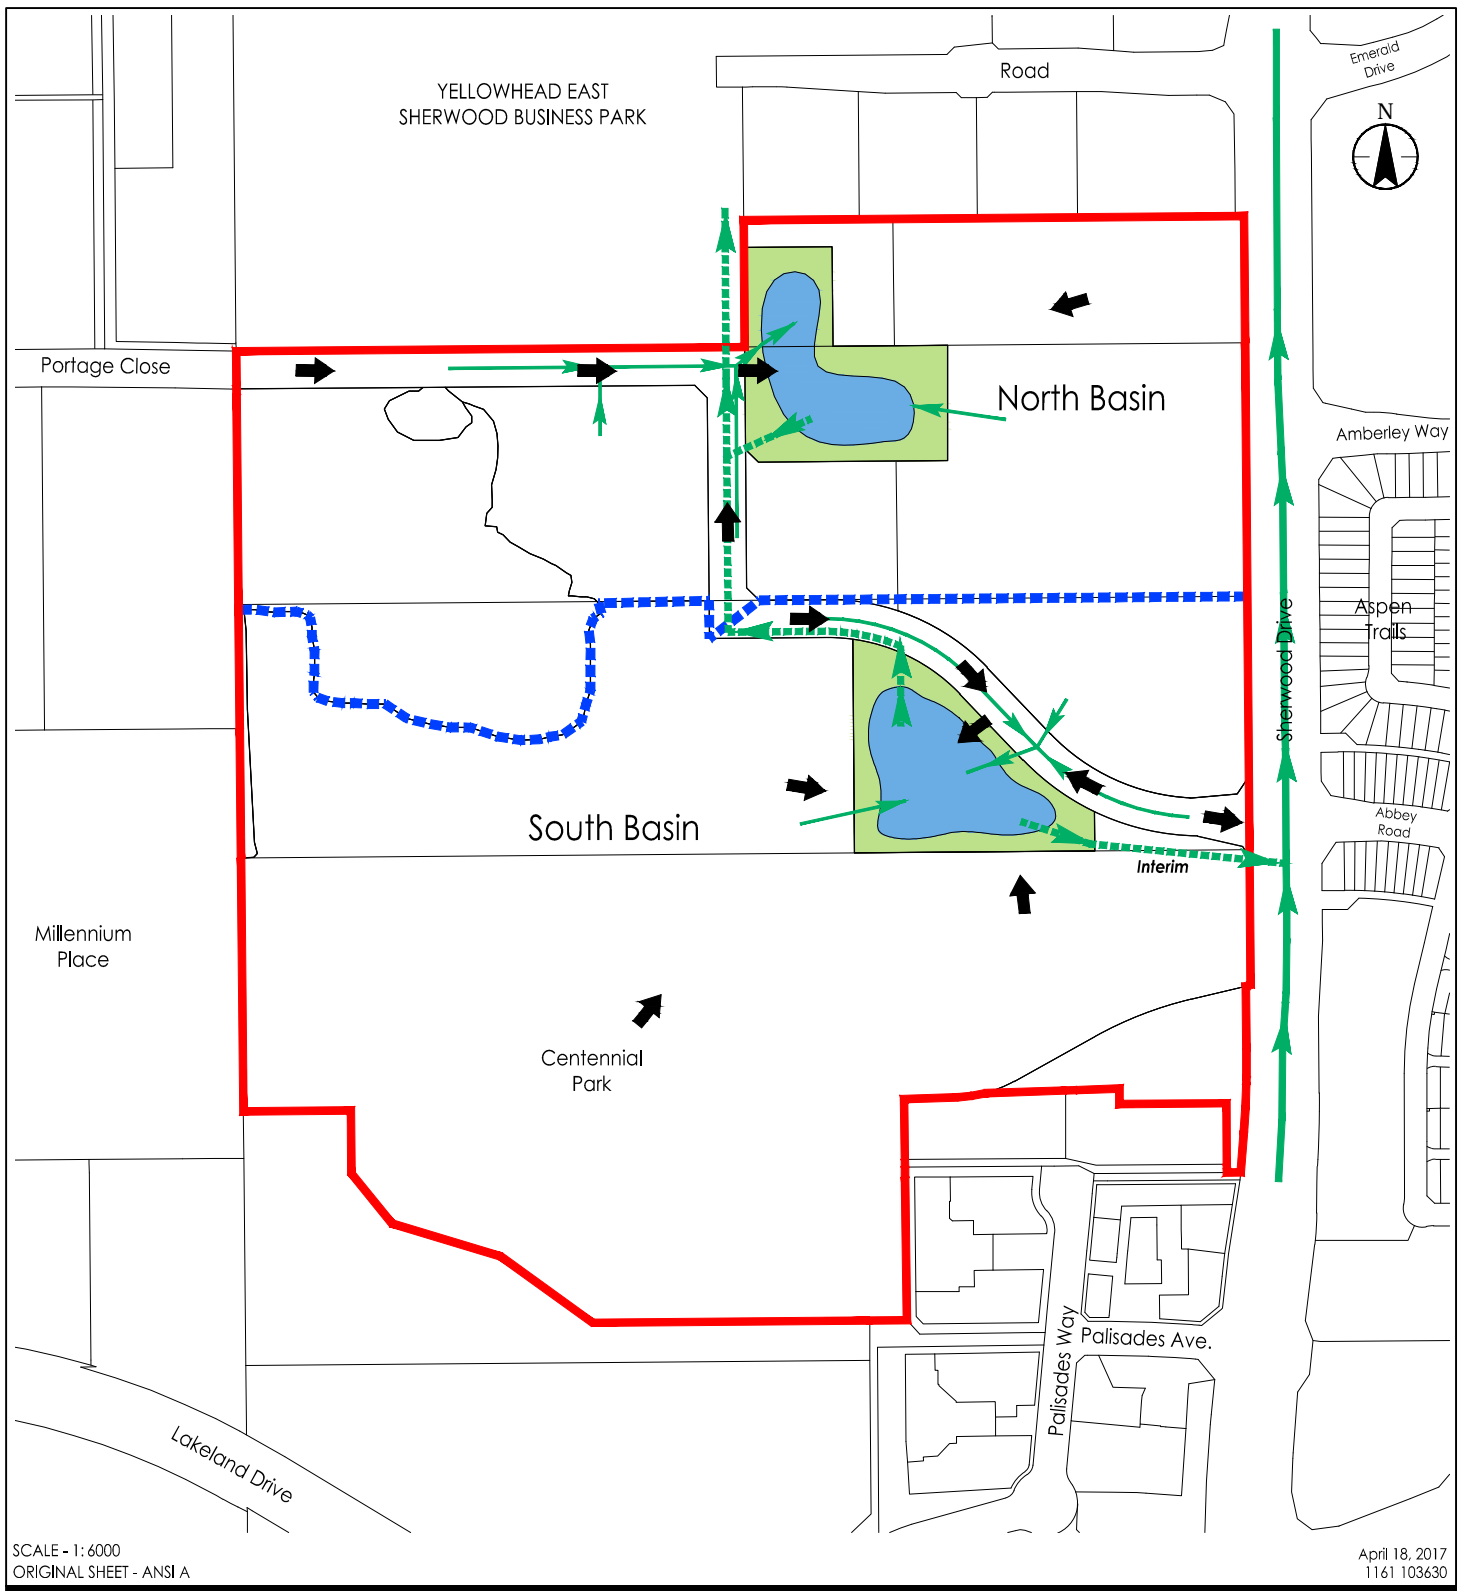 YELLOWHEAD EAST
SHERWOOD BUSINESS PARK
Road
Emerald
Drive
N
Portage Close
North Basin
Amberley Way
Aspen
Trails
Sherwood Drive
South Basin
Abbey
Road
Interim
Millennium
Place
Centennial
Park
Palisades Way
Palisades Ave.
Lakeland Drive
SCALE - 1:6000
ORIGINAL SHEET - ANSI A
April 18, 2017
1161 103630